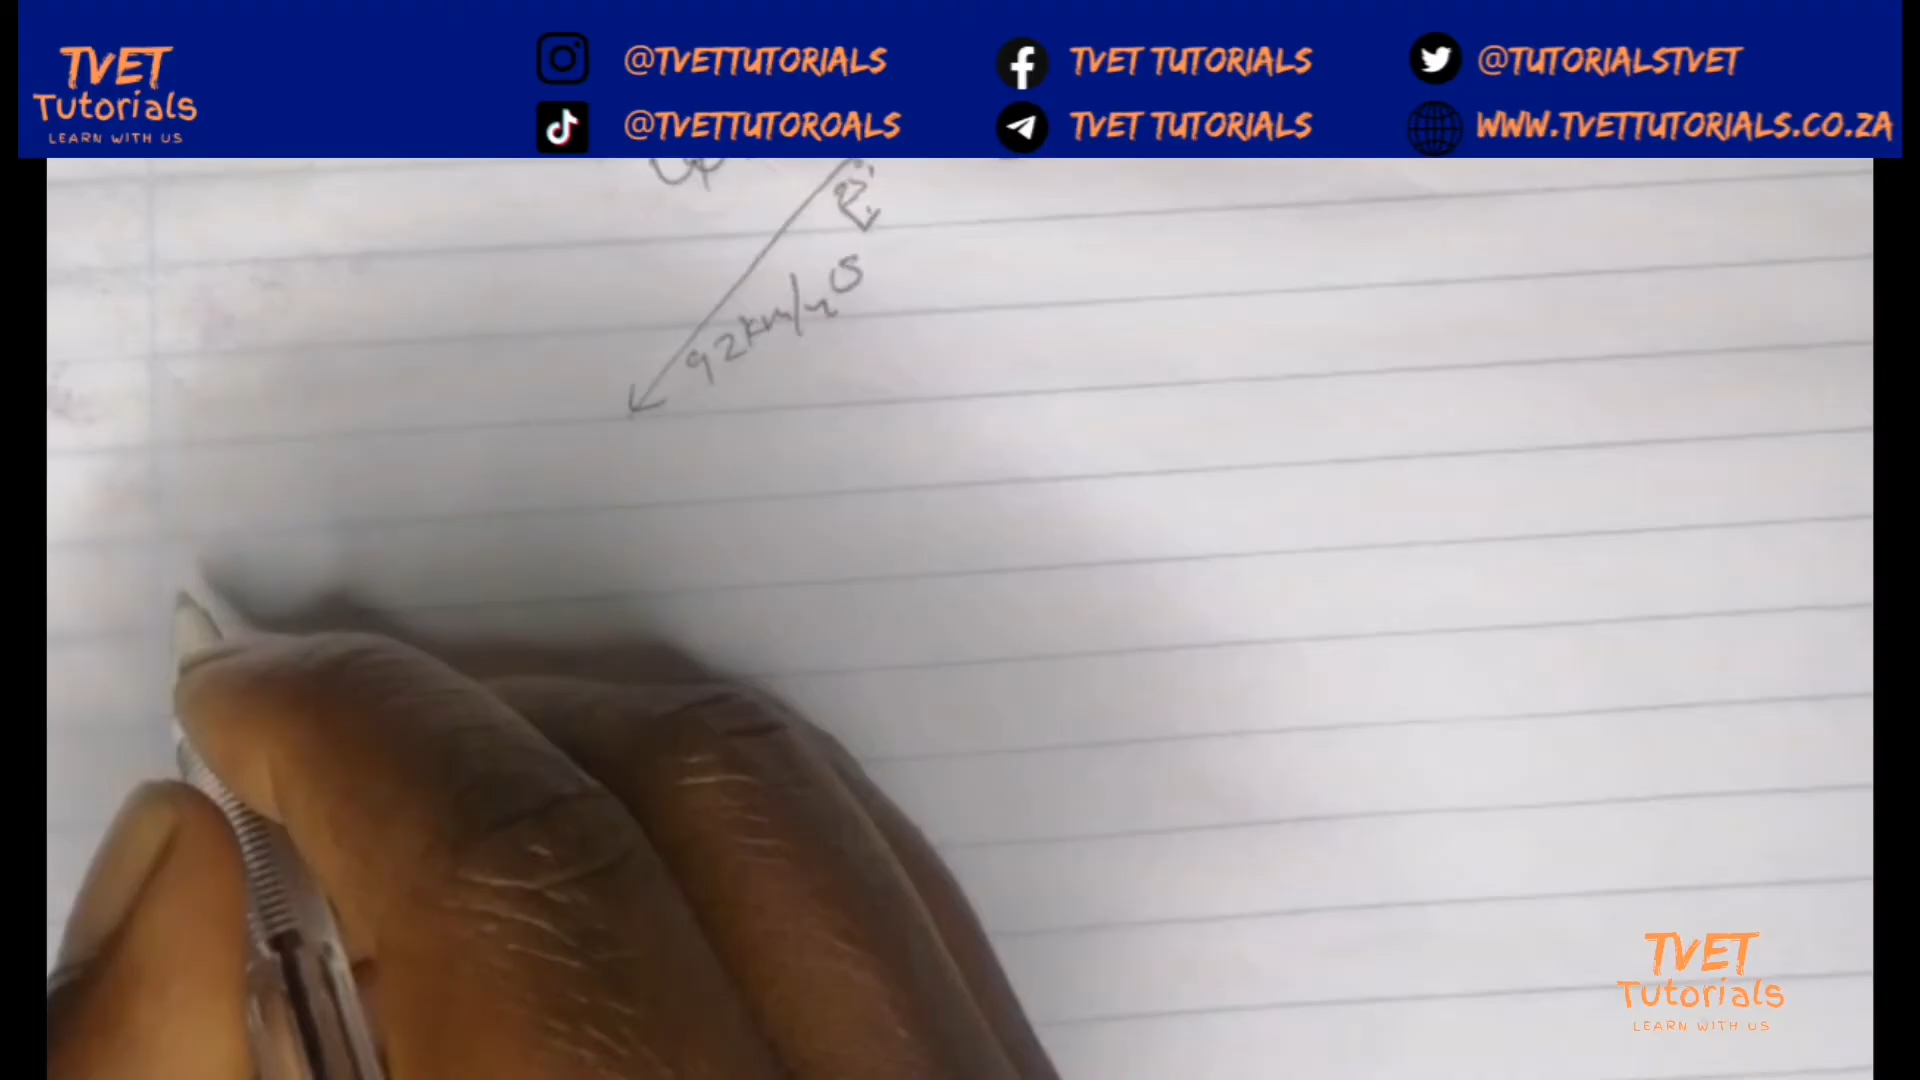 TVET
Tutorials
LEARN WITH US
@TVETTUTORIALS
TVET TUTORIALS
@TUTORIALSTVET
@TVETTUTOROALS
TVET TUTORIALS
WWW.TVETTUTORIALS.CO.ZA
S
92km/h
TVET
Tutorials
LEARN WITH US